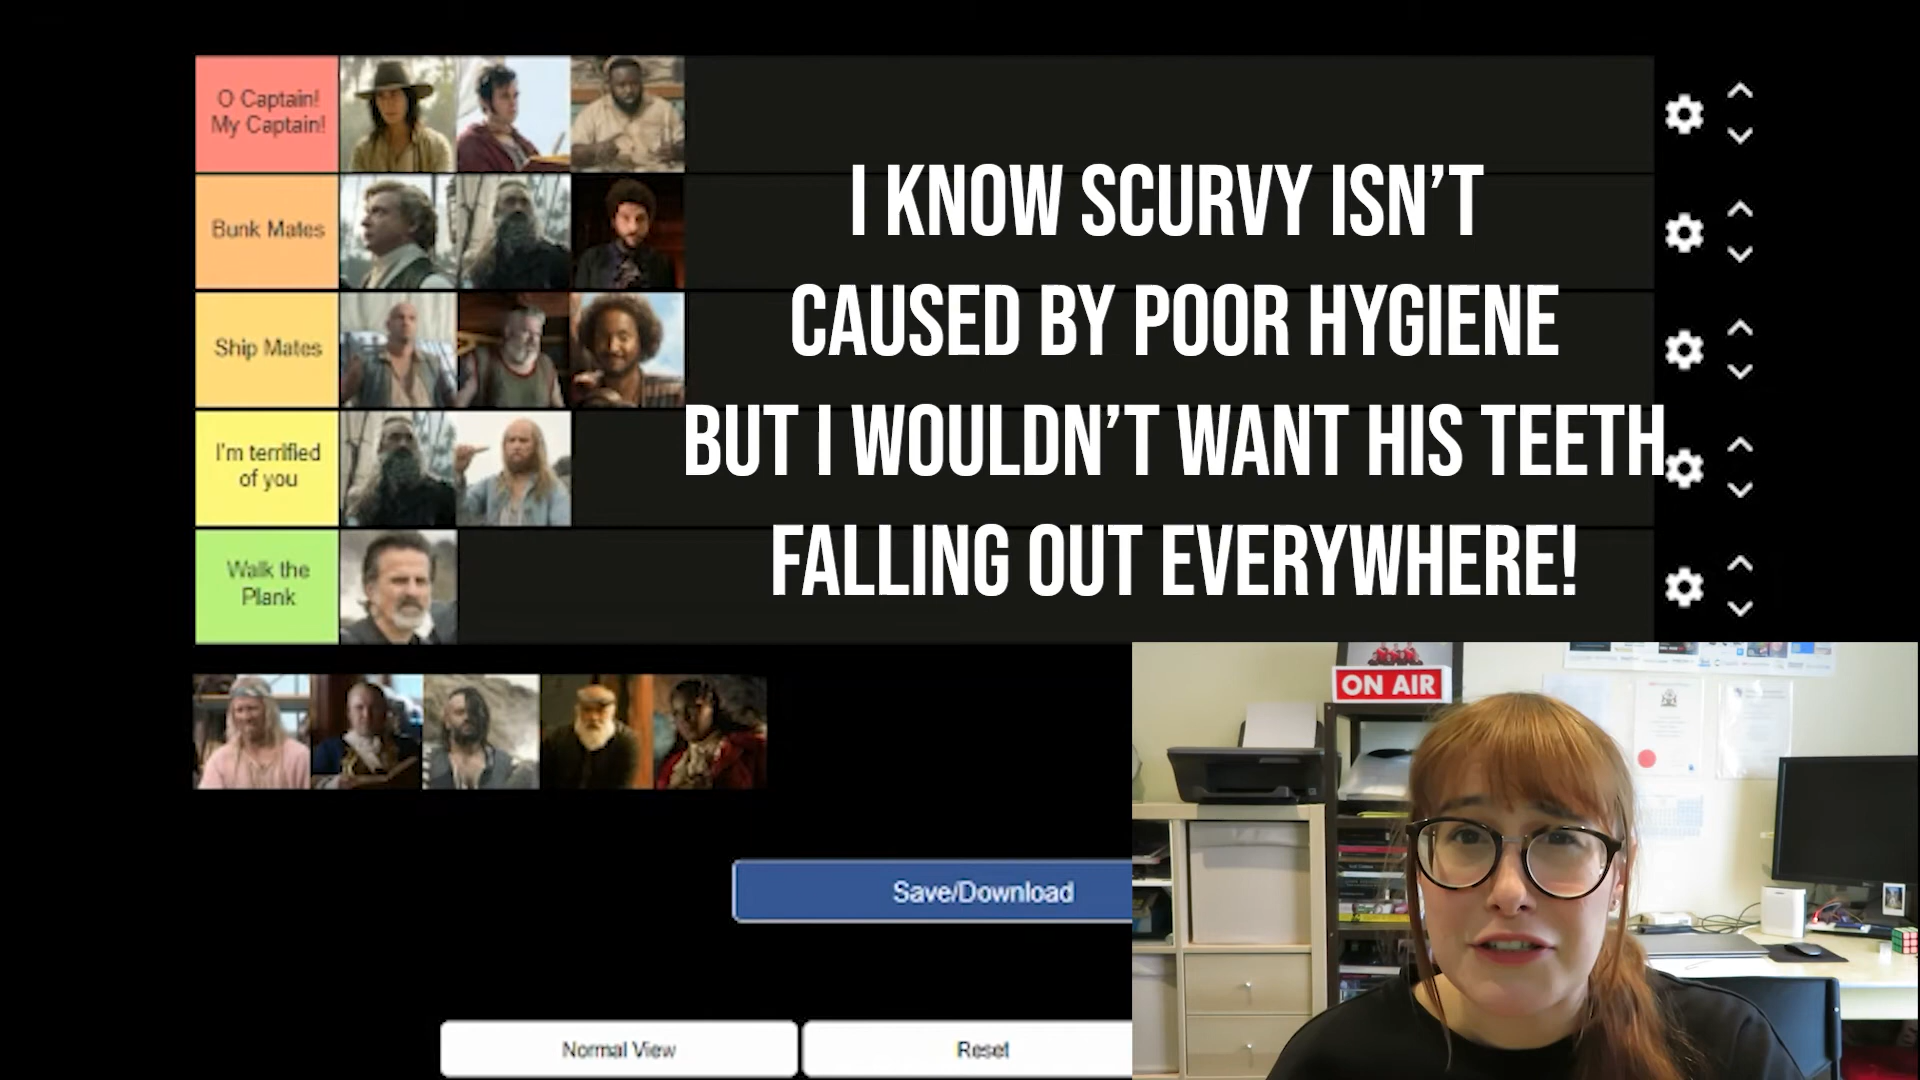 O Captain!
My Captain!
Bunk Mates
Ship Mates
I'm terrified
of you
Walk the
Plank
I KNOW SCURVY ISN'T
CAUSED BY POOR HYGIENE
BUT I WOULDN'T WANT HIS TEETH
FALLING OUT EVERYWHERE!
ON AIR
Save/Download
Normal View
Reset